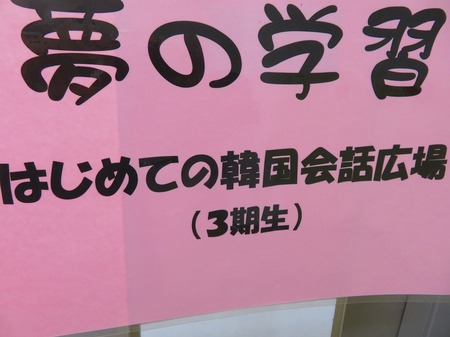 夢の学習
はじめての韓国会話広場
（3期生）